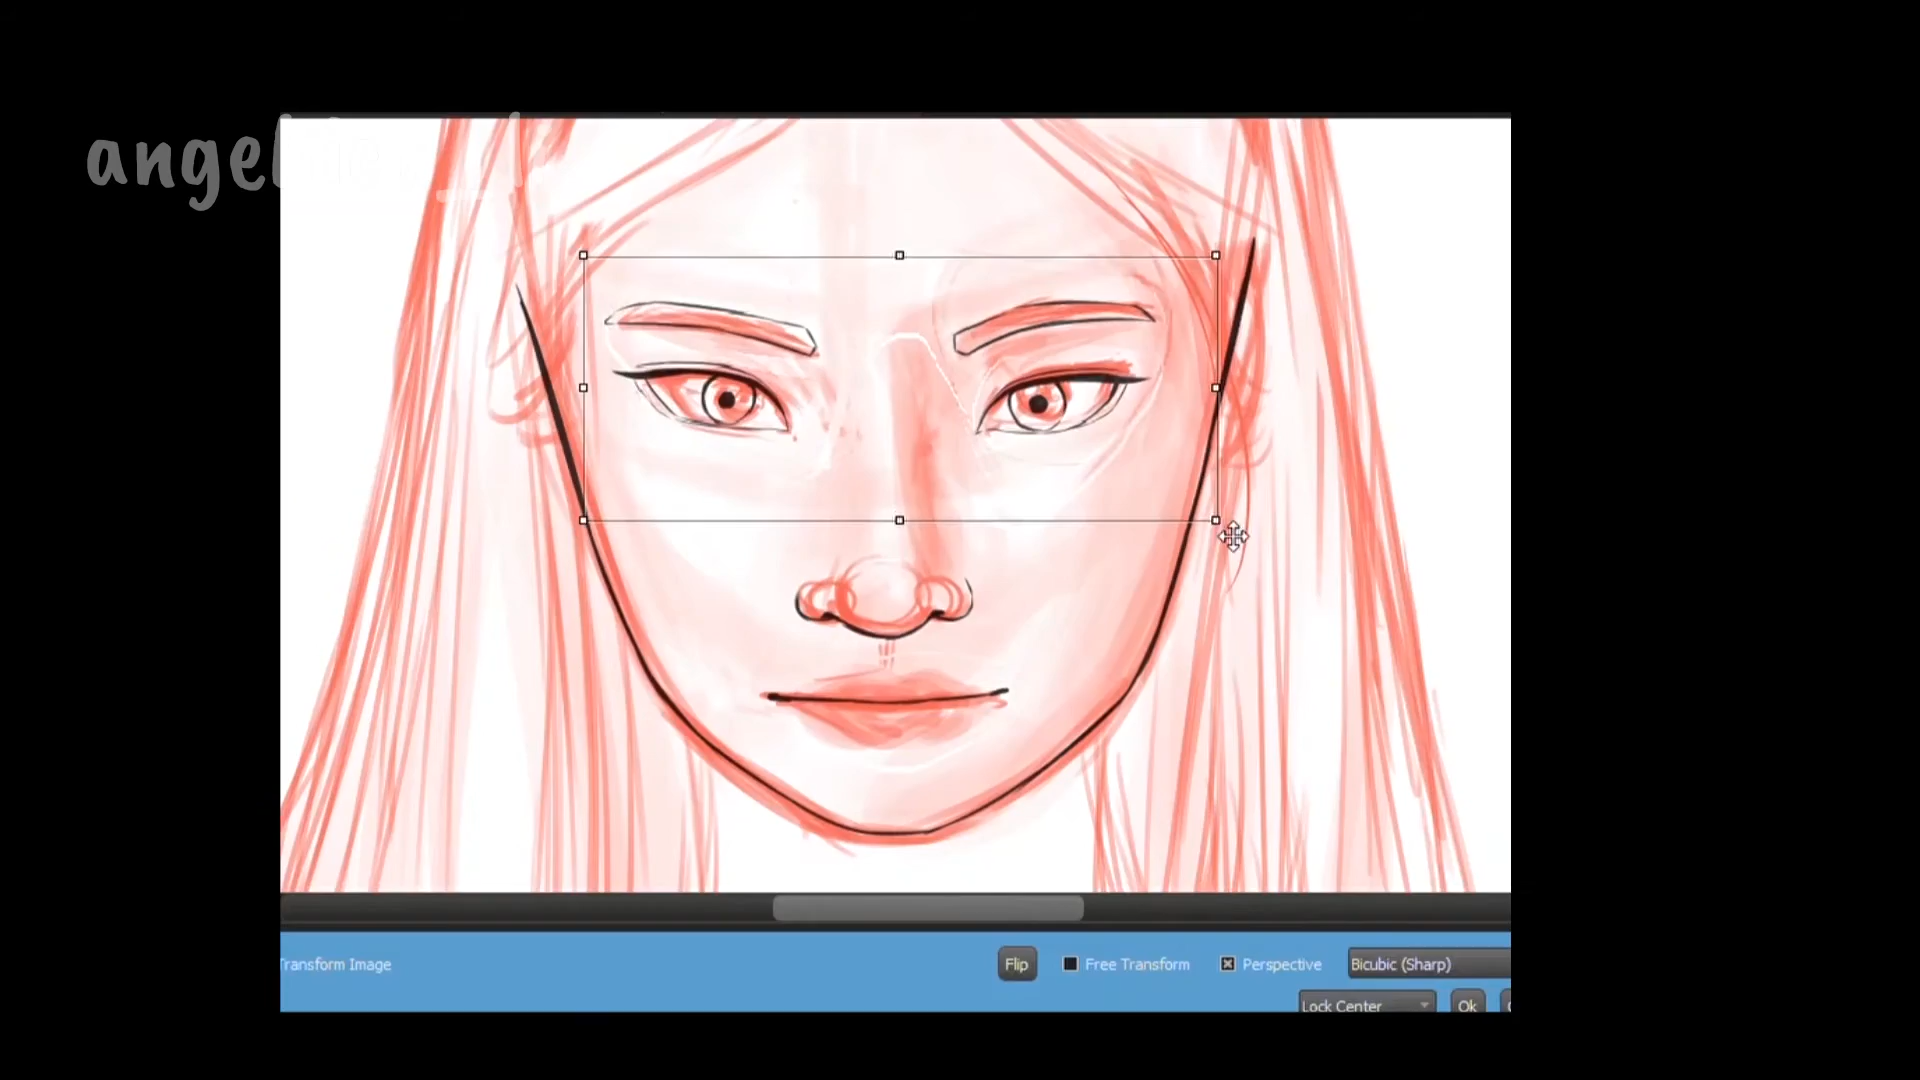 angel
Transform Image
Flip
Free Transform
Perspective
Bicubic (Sharp)
Lock Center
Ok